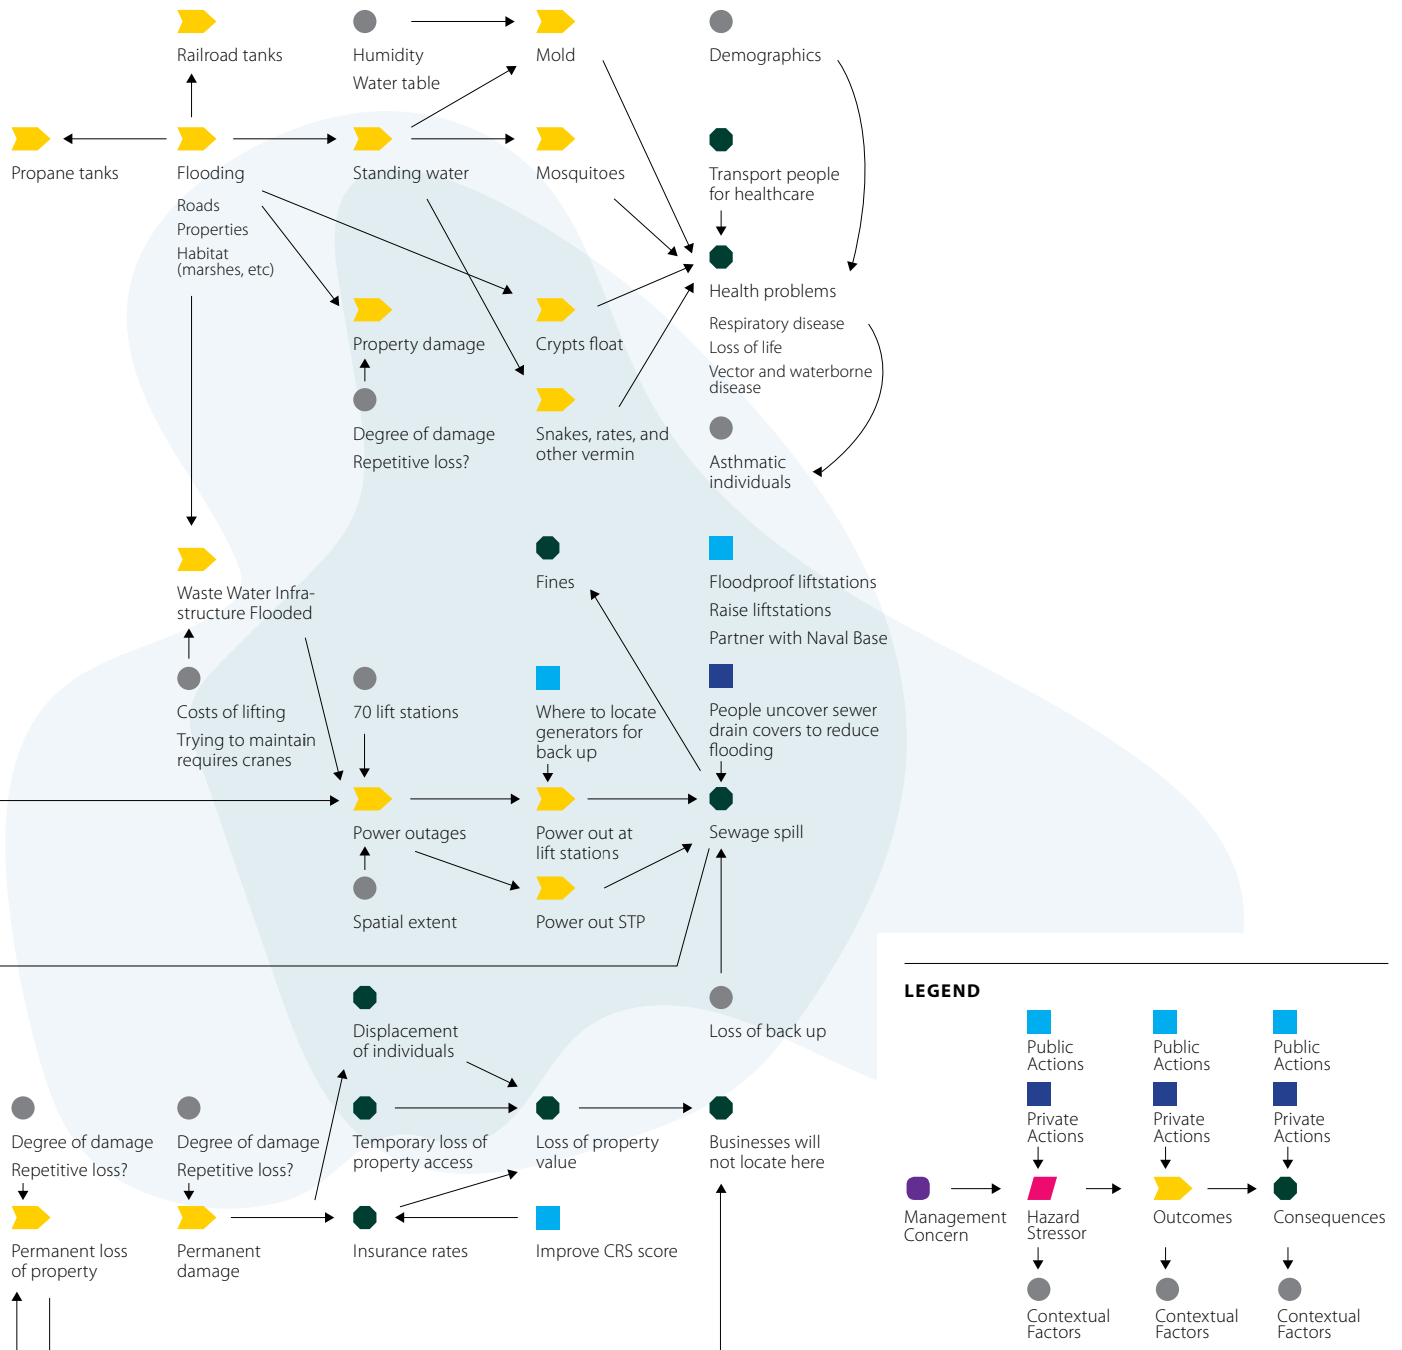 Railroad tanks
Humidity
Water table
Mold
Demographics
Propane tanks
Flooding
Roads
Properties
Habitat
(marshes, etc)
Standing water
Mosquitoes
Transport people
for healthcare
Health problems
Respiratory disease
Loss of life
Vector and waterborne
disease
Property damage
Crypts float
Degree of damage
Repetitive loss?
Snakes, rates, and
other vermin
Asthmatic
individuals
Waste Water Infra-
structure Flooded
Fines
Floodproof liftstations
Raise liftstations
Partner with Naval Base
Costs of lifting
Trying to maintain
requires cranes
70 lift stations
Where to locate
generators for
back up
People uncover sewer
drain covers to reduce
flooding
Power outages
Power out at
lift stations
Sewage spill
Spatial extent
Power out STP
Displacement
of individuals
Loss of back up
Degree of damage
Repetitive loss?
Degree of damage
Repetitive loss?
Temporary loss of
property access
Loss of property
value
Businesses will
not locate here
Permanent loss
of property
Permanent
damage
Insurance rates
Improve CRS score
LEGEND
Public
Actions
Public
Actions
Public
Actions
Private
Actions
Private
Actions
Private
Actions
Management
Concern
Hazard
Stressor
Outcomes
Consequences
Contextual
Factors
Contextual
Factors
Contextual
Factors